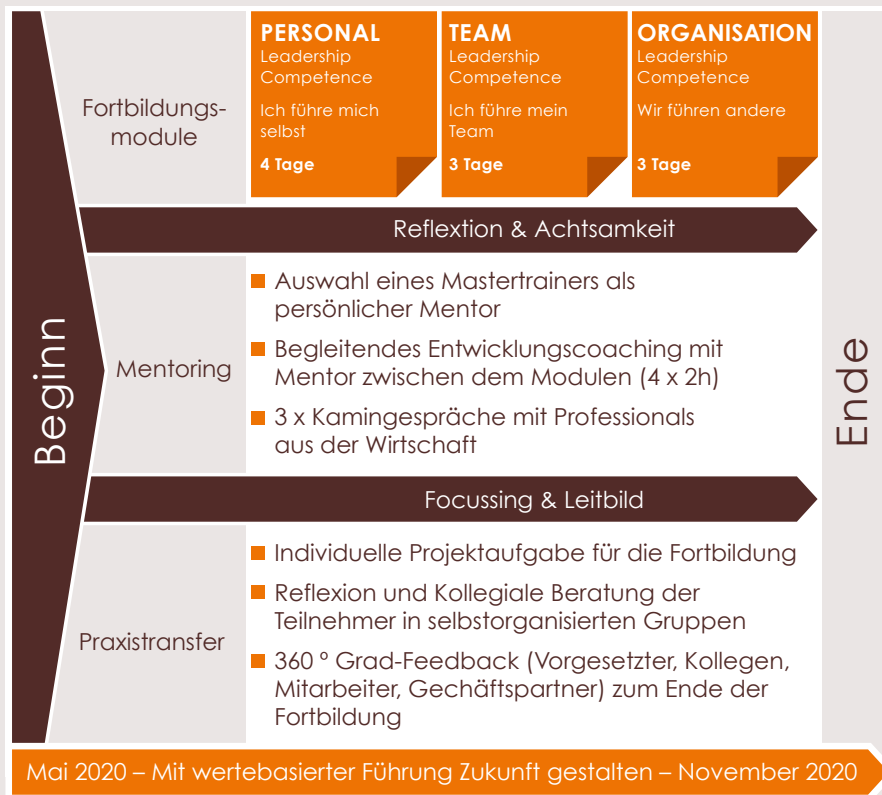 Beginn
Fortbildungs-
module
PERSONAL
Leadership
Competence
Ich führe mich
selbst
4 Tage
TEAM
Leadership
Competence
Ich führe mein
Team
3 Tage
ORGANISATION
Leadership
Competence
Wir führen andere
3 Tage
Reflextion & Achtsamkeit
Mentoring
Auswahl eines Mastertrainers als
persönlicher Mentor
Begleitendes Entwicklungscoaching mit
Mentor zwischen dem Modulen (4 x 2h)
3 x Kamingespräche mit Professionals
aus der Wirtschaft
Focussing & Leitbild
Praxistransfer
Individuelle Projektaufgabe für die Fortbildung
Reflexion und Kollegiale Beratung der
Teilnehmer in selbstorganisierten Gruppen
360 ° Grad-Feedback (Vorgesetzter, Kollegen,
Mitarbeiter, Gechäftspartner) zum Ende der
Fortbildung
Ende
Mai 2020 – Mit wertebasierter Führung Zukunft gestalten – November 2020